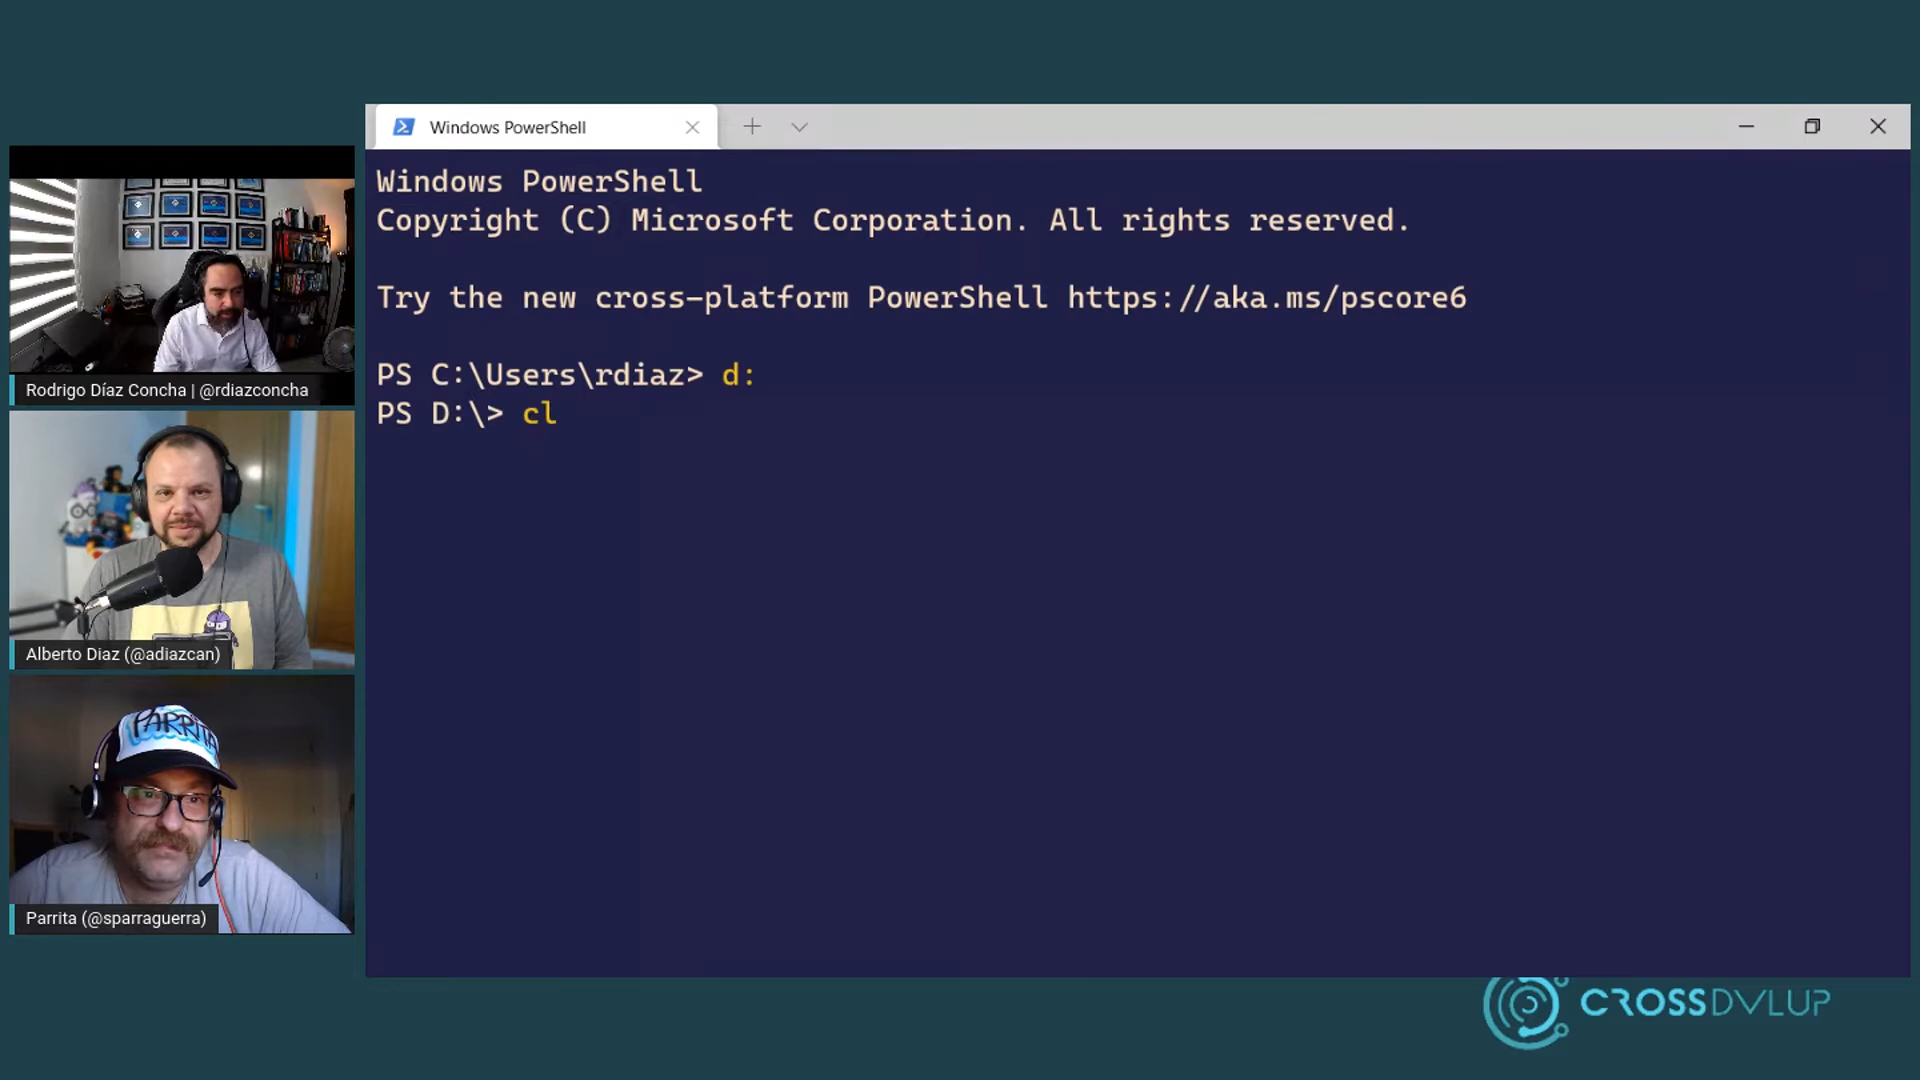 Windows PowerShell
Windows PowerShell
Copyright (C) Microsoft Corporation. All rights reserved.
Try the new cross-platform PowerShell https://aka.ms/pscore6
PS C:\Users\rdiaz> d:
PS D:\> cl
Rodrigo Díaz Concha | @rdiazconcha
Alberto Diaz (@adiazcan)
PARRITA
Parrita (@sparraguerra)
CROSSDVLUP